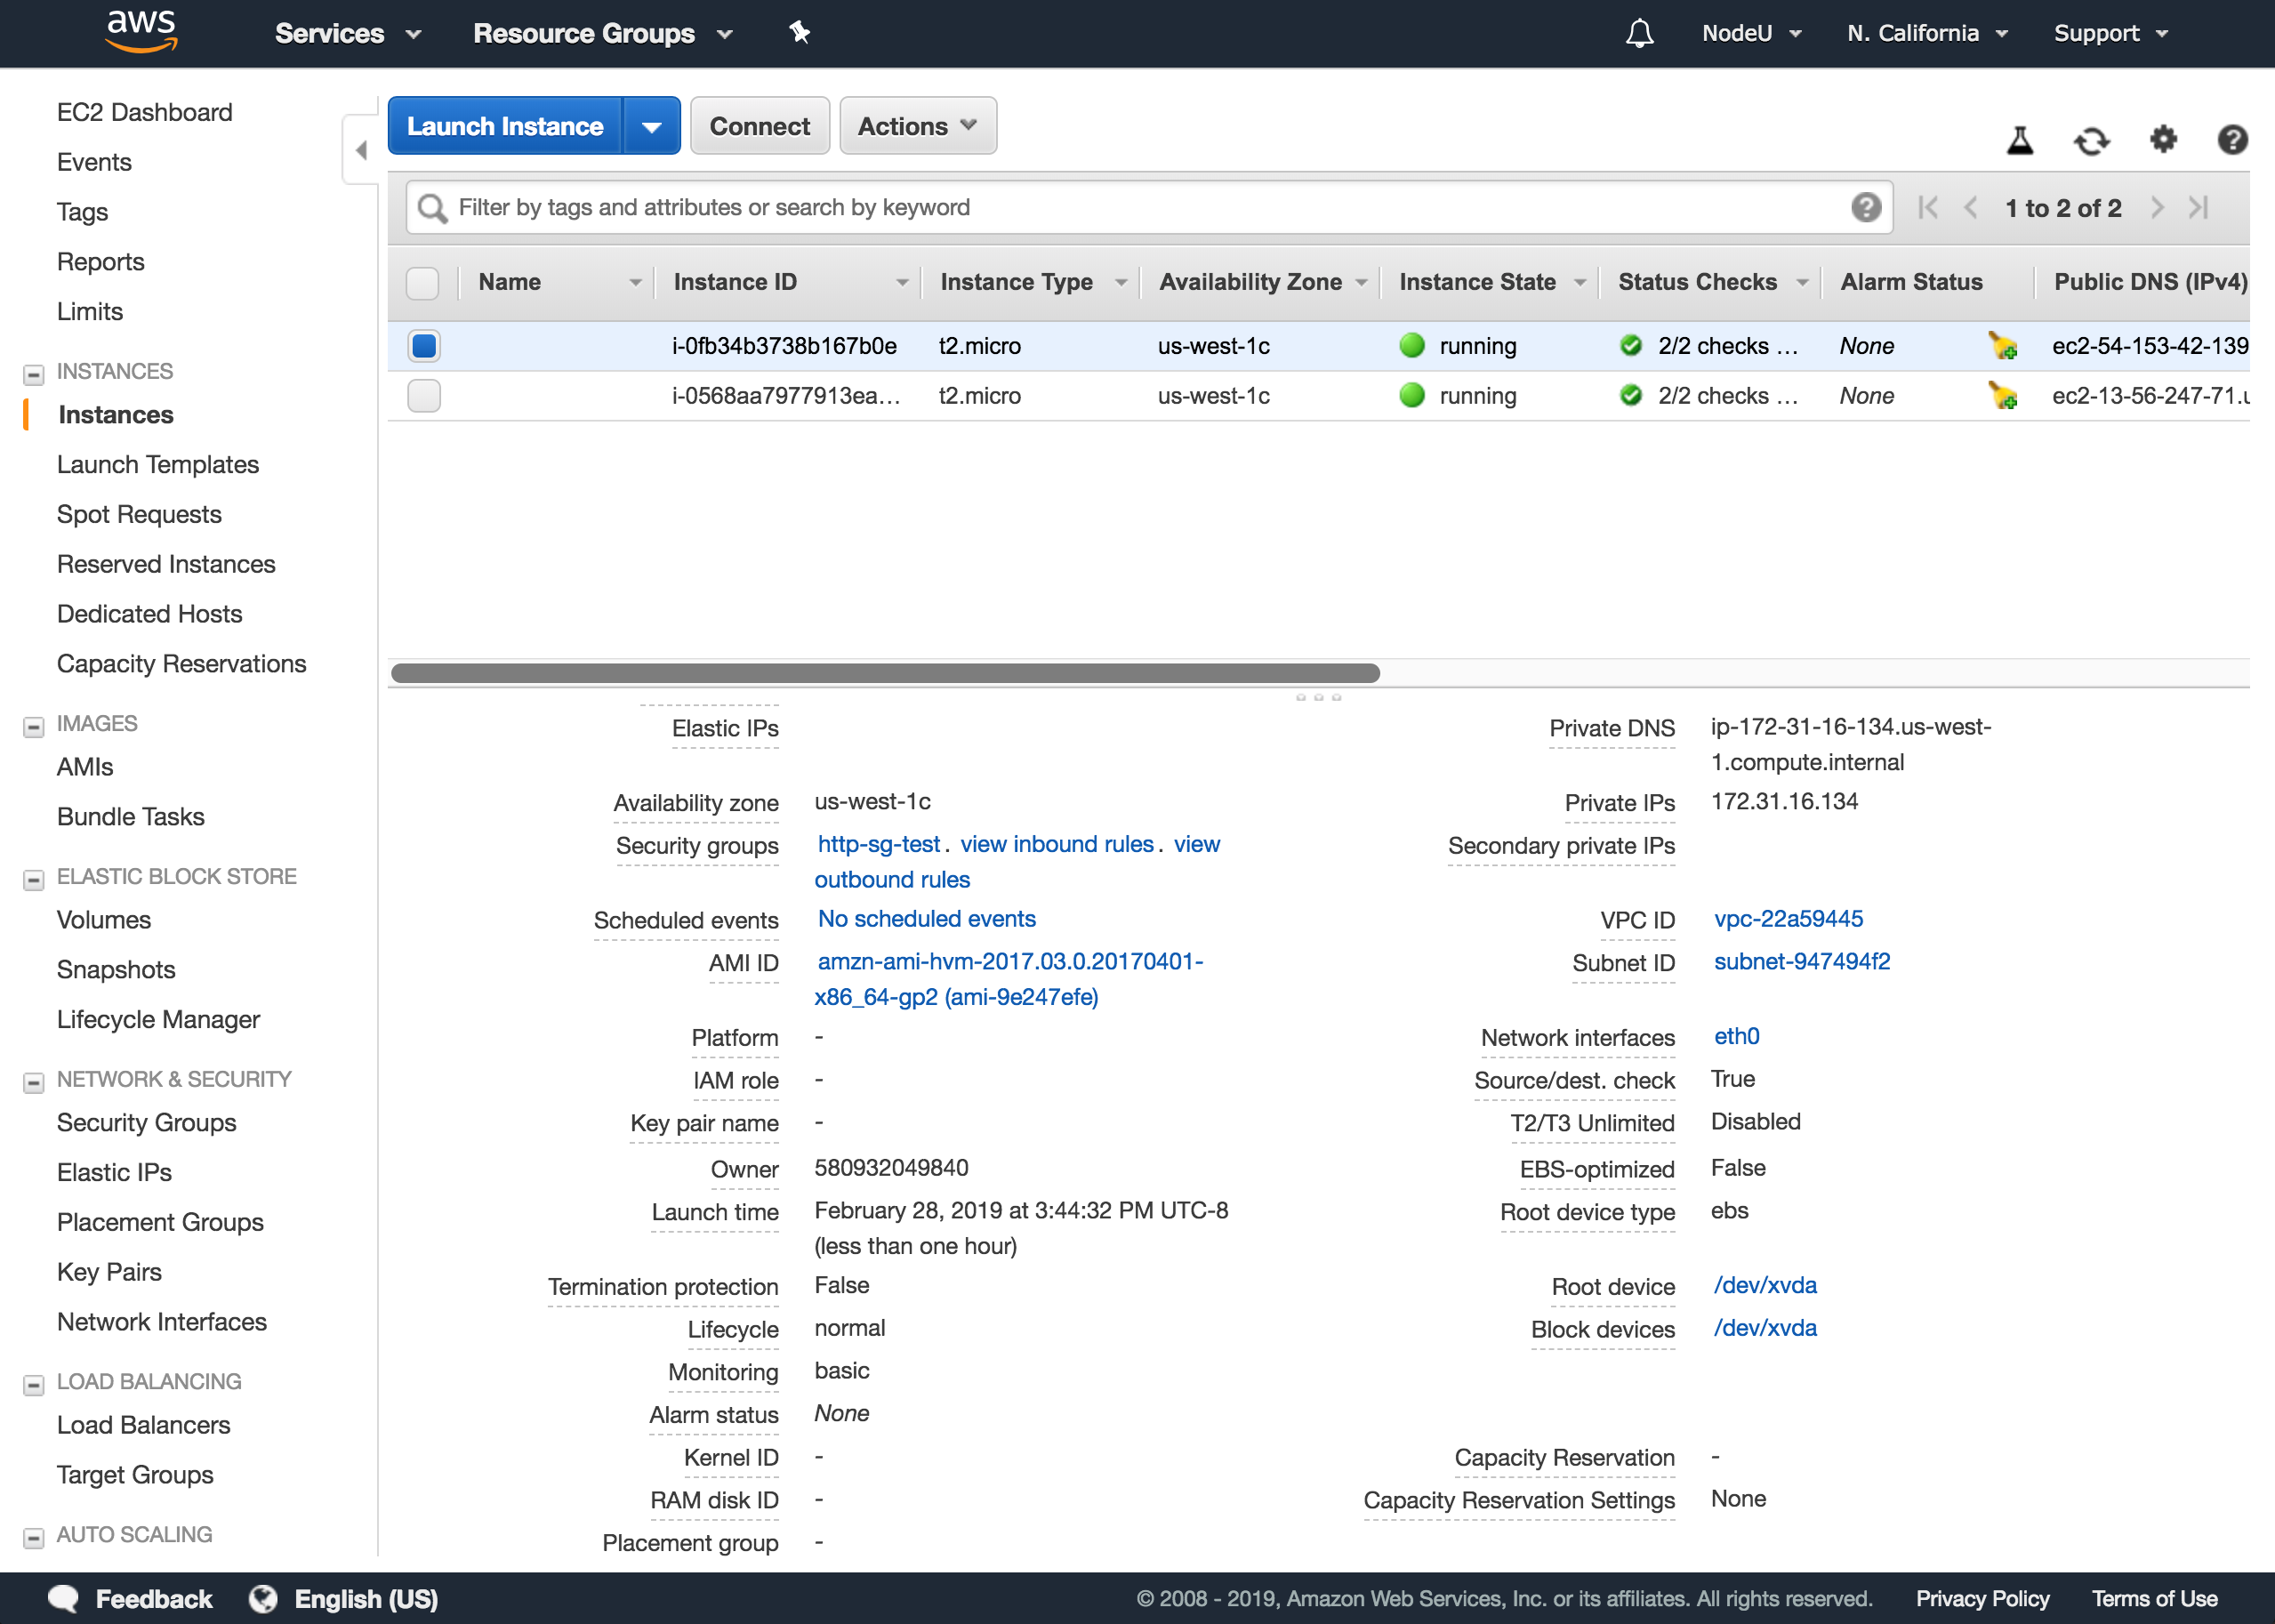 aws Services Resource Groups NodeU N. California Support
EC2 Dashboard
Events
Tags
Reports
Limits
INSTANCES
Instances
Launch Templates
Spot Requests
Reserved Instances
Dedicated Hosts
Capacity Reservations
IMAGES
AMIs
Bundle Tasks
ELASTIC BLOCK STORE
Volumes
Snapshots
Lifecycle Manager
NETWORK & SECURITY
Security Groups
Elastic IPs
Placement Groups
Key Pairs
Network Interfaces
LOAD BALANCING
Load Balancers
Target Groups
AUTO SCALING
Launch Instance Connect Actions
Filter by tags and attributes or search by keyword 1 to 2 of 2
Name Instance ID Instance Type Availability Zone Instance State Status Checks Alarm Status Public DNS (IPv4)
i-0fb34b3738b167b0e t2.micro us-west-1c running 2/2 checks ... None ec2-54-153-42-139
i-0568aa7977913ea... t2.micro us-west-1c running 2/2 checks ... None ec2-13-56-247-71.u
Elastic IPs
Availability zone us-west-1c
Security groups http-sg-test. view inbound rules. view
outbound rules
Scheduled events No scheduled events
AMI ID amzn-ami-hvm-2017.03.0.20170401-
x86_64-gp2 (ami-9e247efe)
Platform -
IAM role -
Key pair name -
Owner 580932049840
Launch time February 28, 2019 at 3:44:32 PM UTC-8
(less than one hour)
Termination protection False
Lifecycle normal
Monitoring basic
Alarm status None
Kernel ID -
RAM disk ID -
Placement group -
Private DNS ip-172-31-16-134.us-west-
1.compute.internal
Private IPs 172.31.16.134
Secondary private IPs
VPC ID vpc-22a59445
Subnet ID subnet-947494f2
Network interfaces eth0
Source/dest. check True
T2/T3 Unlimited Disabled
EBS-optimized False
Root device type ebs
Root device /dev/xvda
Block devices /dev/xvda
Capacity Reservation -
Capacity Reservation Settings None
Feedback English (US) © 2008 - 2019, Amazon Web Services, Inc. or its affiliates. All rights reserved. Privacy Policy Terms of Use